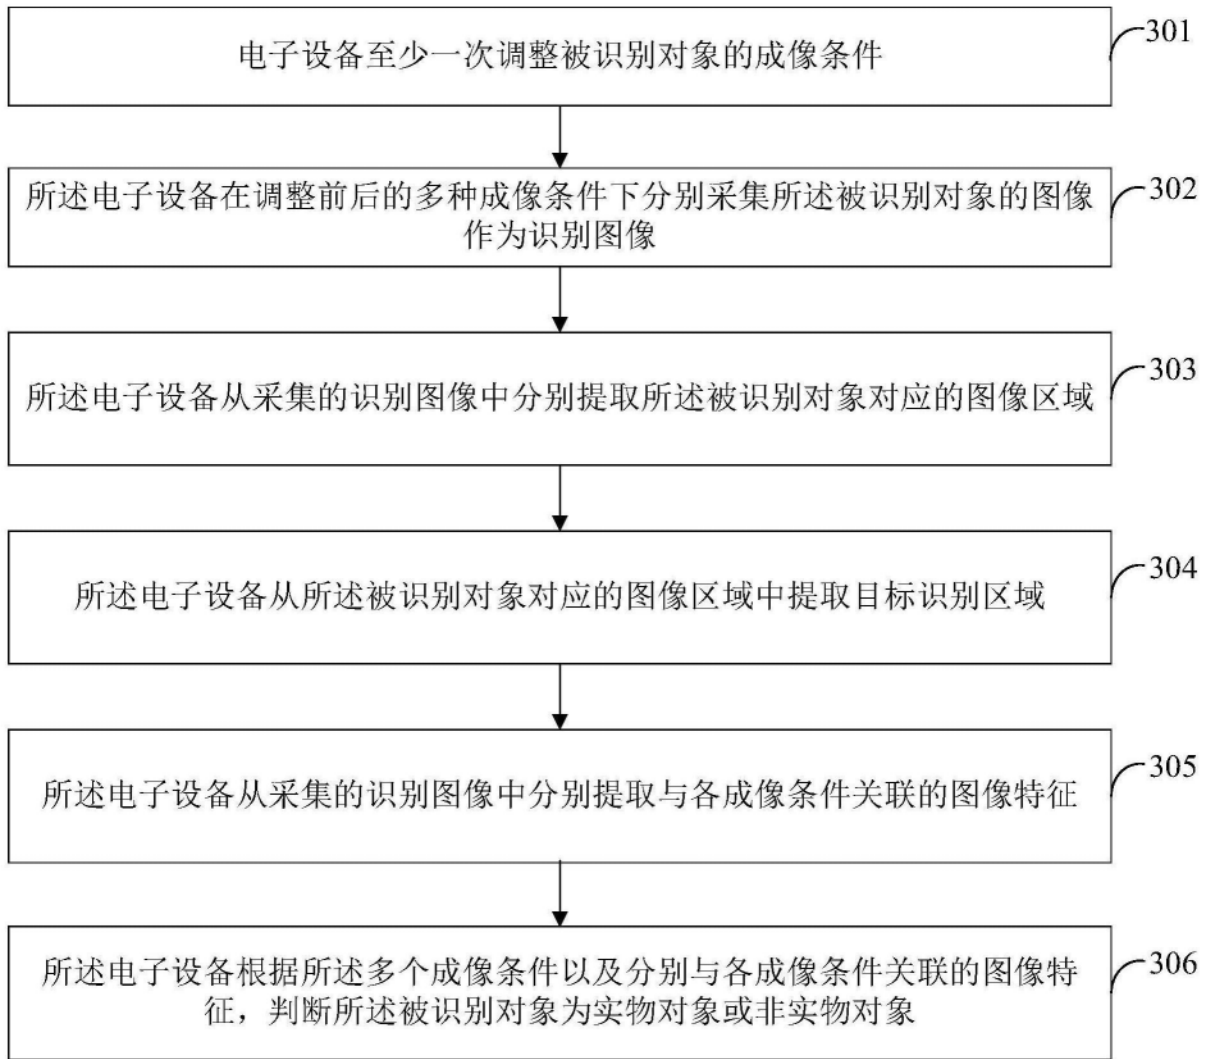 电子设备至少一次调整被识别对象的成像条件
301
所述电子设备在调整前后的多种成像条件下分别采集所述被识别对象的图像
作为识别图像
302
所述电子设备从采集的识别图像中分别提取所述被识别对象对应的图像区域
303
所述电子设备从所述被识别对象对应的图像区域中提取目标识别区域
304
所述电子设备从采集的识别图像中分别提取与各成像条件关联的图像特征
305
所述电子设备根据所述多个成像条件以及分别与各成像条件关联的图像特
征，判断所述被识别对象为实物对象或非实物对象
306